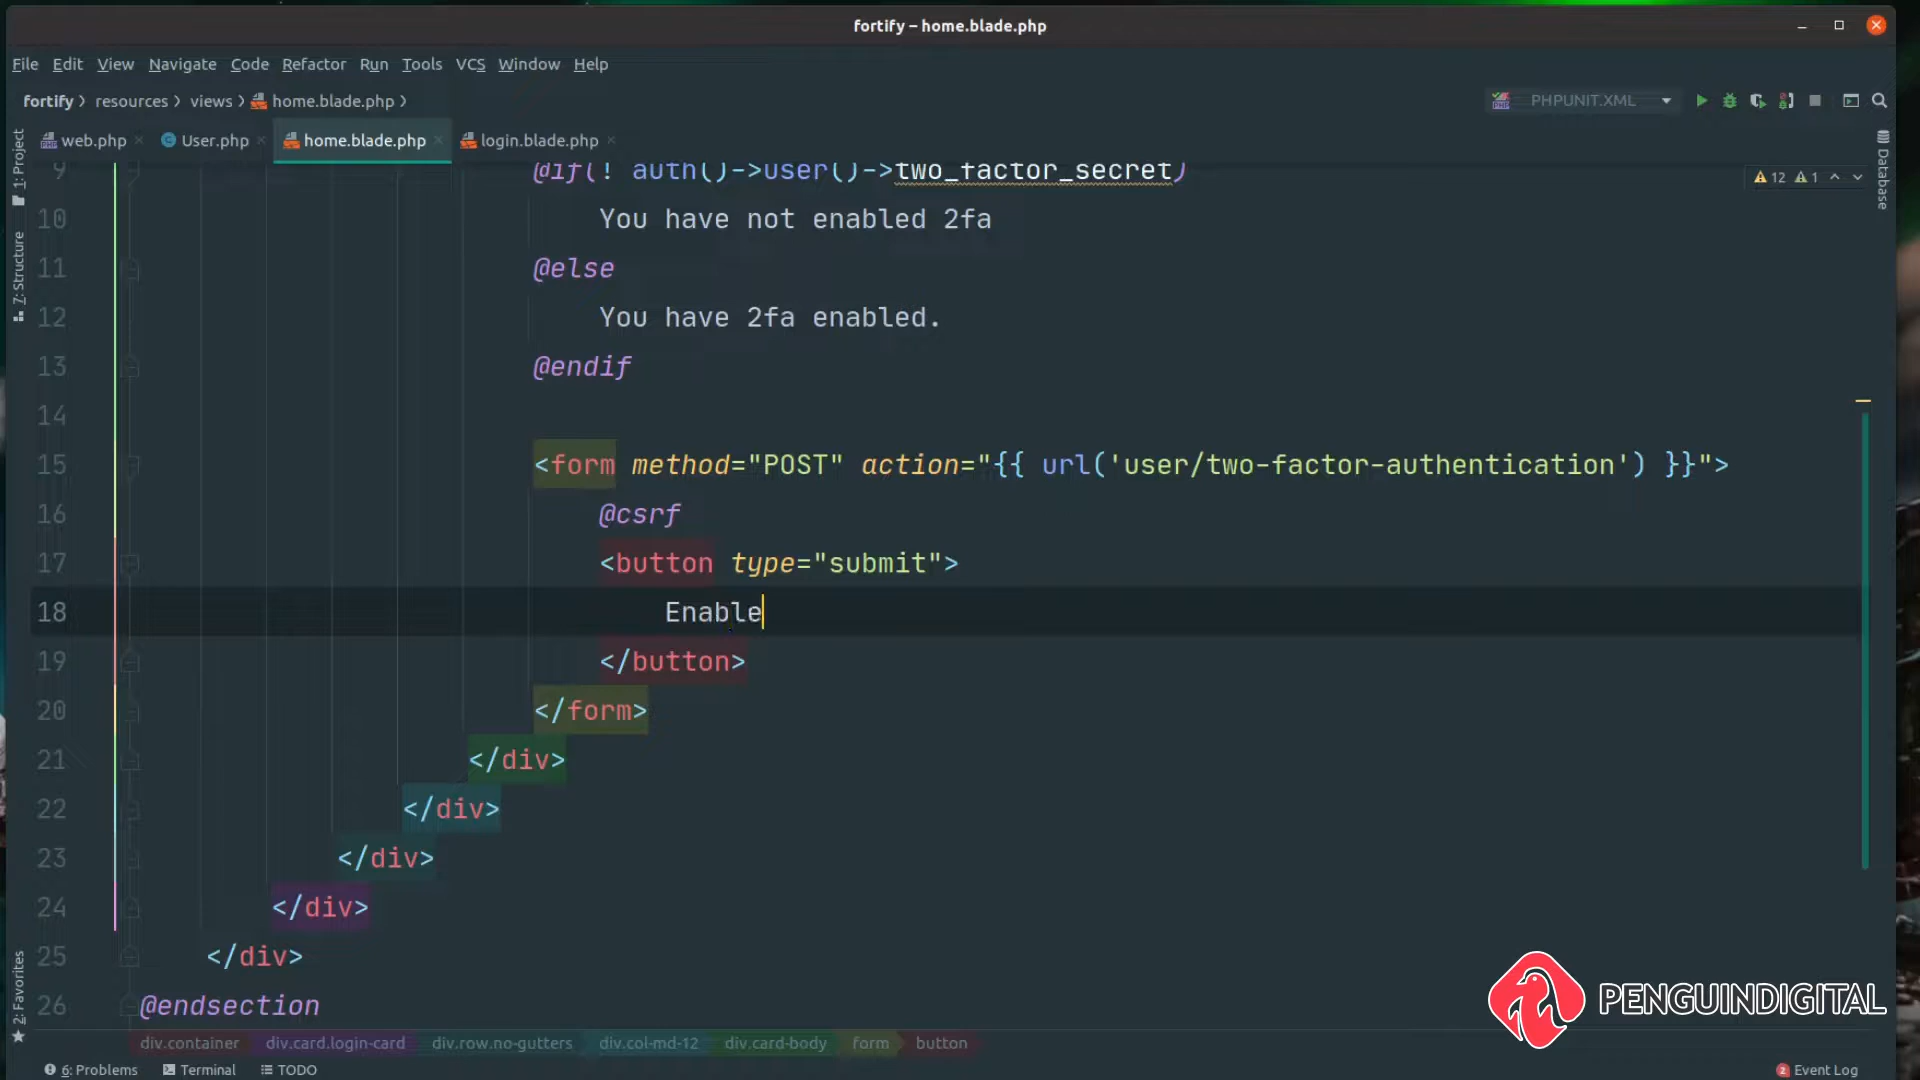 fortify – home.blade.php
File Edit View Navigate Code Refactor Run Tools VCS Window Help
fortify resources views home.blade.php
PHPUNIT.XML
web.php User.php home.blade.php login.blade.php
1: Project
7: Structure
2: Favorites
Database
12 1
9 @if(! auth()->user()->two_factor_secret)
10 You have not enabled 2fa
11 @else
12 You have 2fa enabled.
13 @endif
14
15 <form method="POST" action="{{ url('user/two-factor-authentication') }}">
16 @csrf
17 <button type="submit">
18 Enable
19 </button>
20 </form>
21 </div>
22 </div>
23 </div>
24 </div>
25 </div>
26 @endsection
PENGUINDIGITAL
div.container div.card.login-card div.row.no-gutters div.col-md-12 div.card-body form button
6: Problems Terminal TODO
2 Event Log